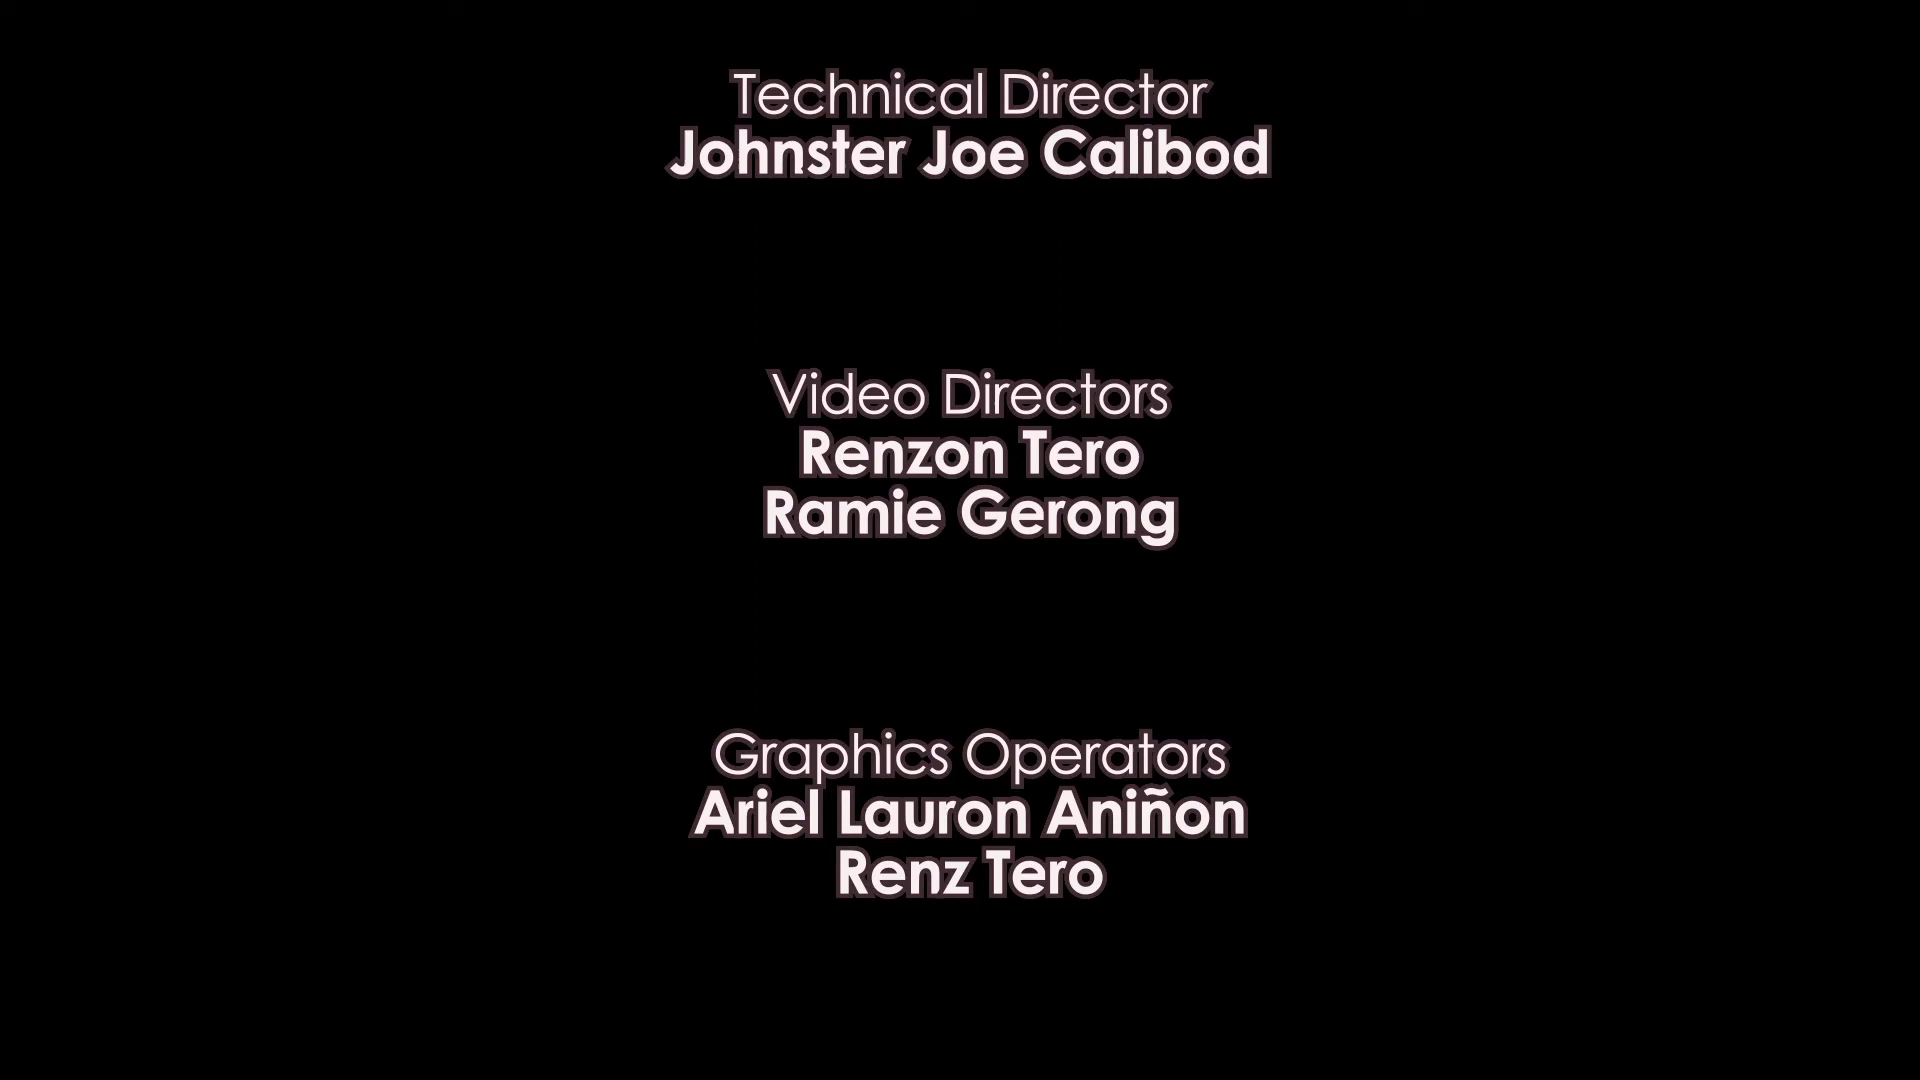 Technical Director
Johnster Joe Calibod
Video Directors
Renzon Tero
Ramie Gerong
Graphics Operators
Ariel Lauron Aniñon
Renz Tero